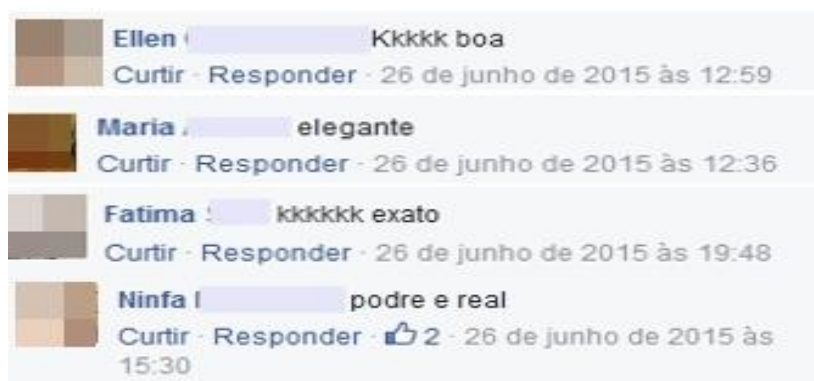 Ellen Kkkkk boa
Curtir · Responder · 26 de junho de 2015 às 12:59
Maria elegante
Curtir · Responder · 26 de junho de 2015 às 12:36
Fatima kkkkkk exato
Curtir · Responder · 26 de junho de 2015 às 19:48
Ninfa podre e real
Curtir · Responder · 2 · 26 de junho de 2015 às
15:30